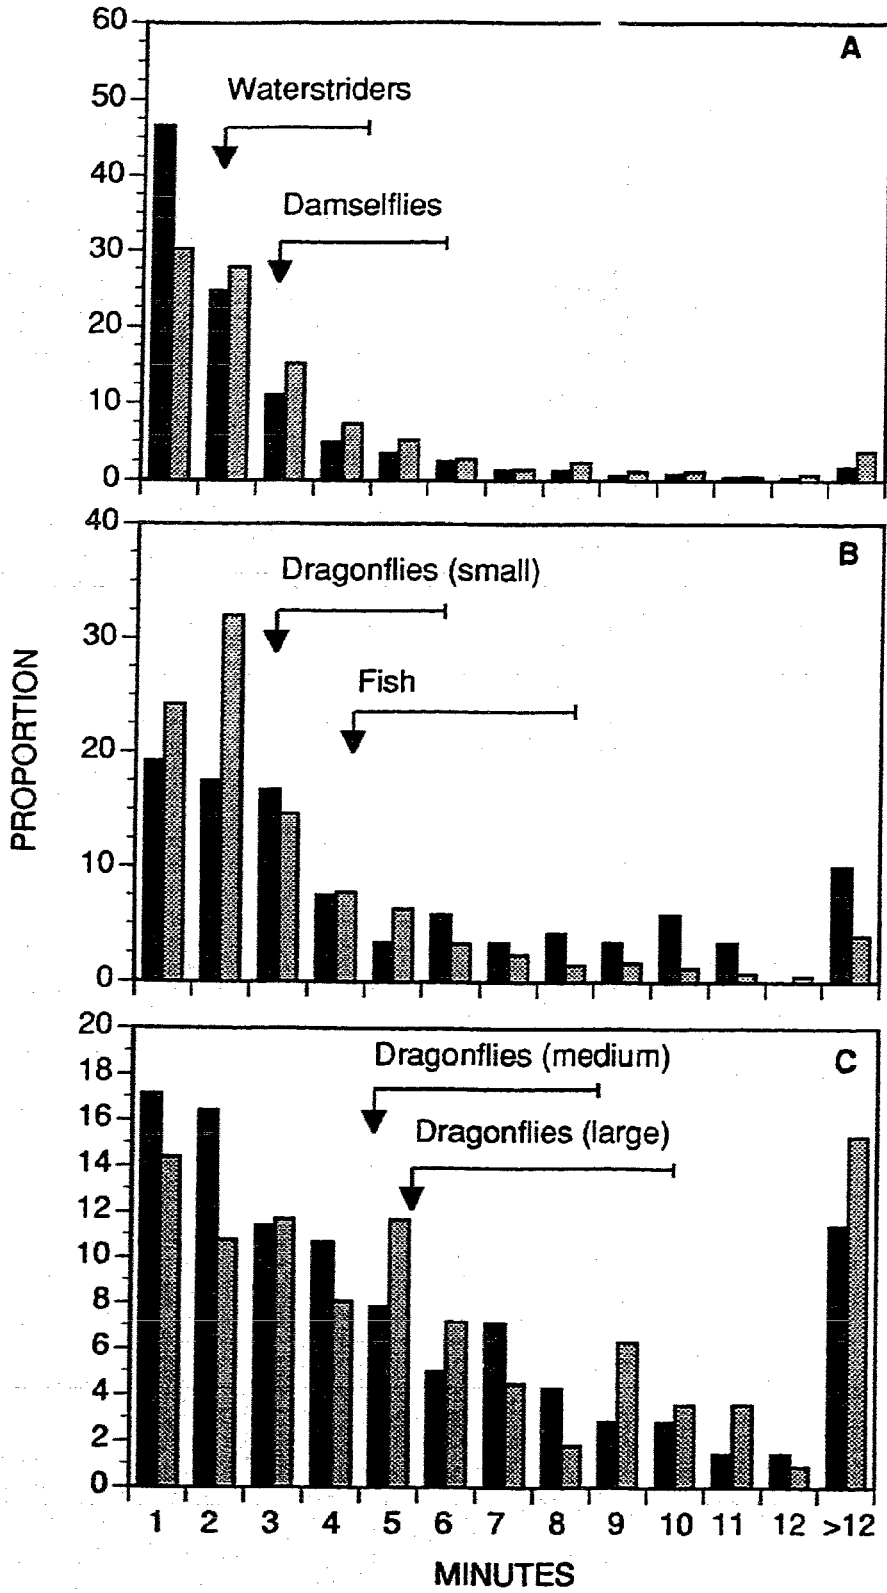 60
A
Waterstriders
50
40
Damselflies
30
20
10
0
40
B
Dragonflies (small)
30
Fish
PROPORTION
20
10
0
20
C
Dragonflies (medium)
18
16
Dragonflies (large)
14
12
10
8
6
4
2
0
1 2 3 4 5 6 7 8 9 10 11 12 >12
MINUTES